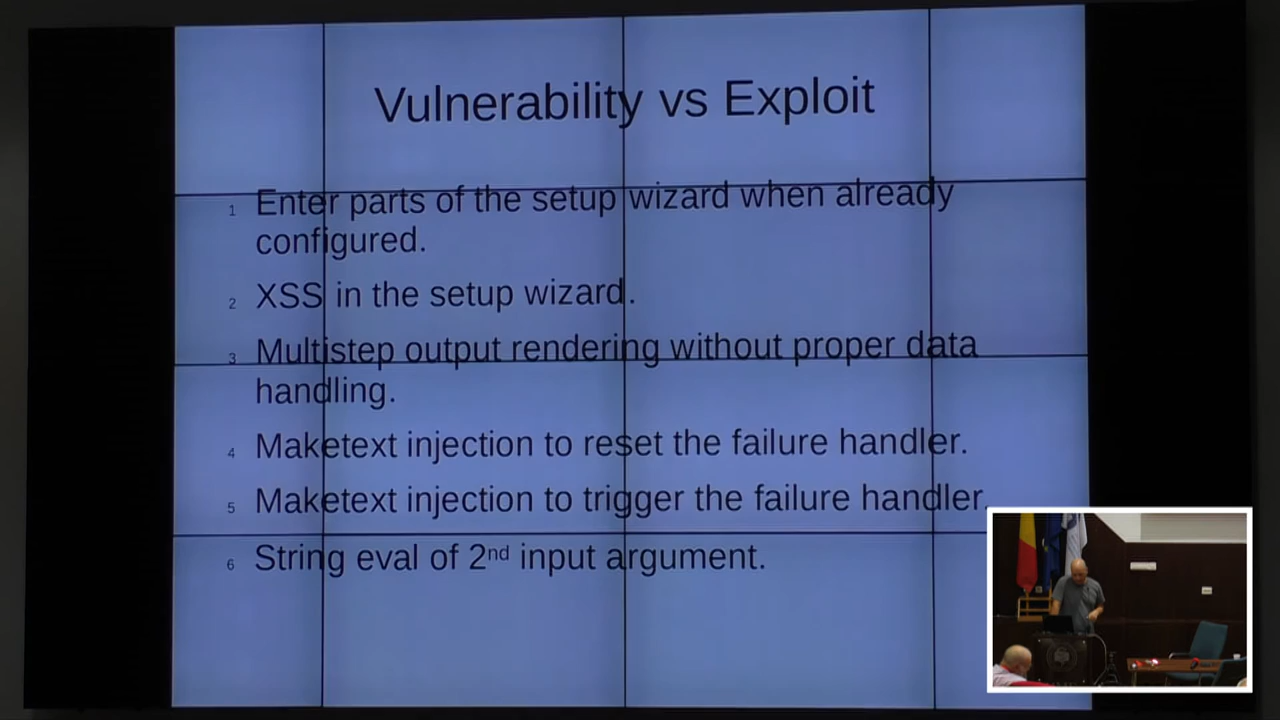 Vulnerability vs Exploit
1 Enter parts of the setup wizard when already
configured.
2 XSS in the setup wizard.
3 Multistep output rendering without proper data
handling.
4 Maketext injection to reset the failure handler.
5 Maketext injection to trigger the failure handler.
6 String eval of 2nd input argument.